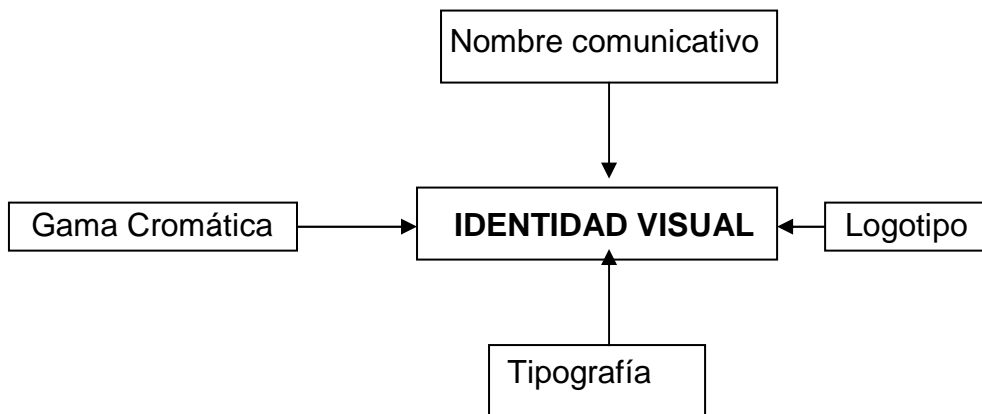 Nombre comunicativo
Gama Cromática
IDENTIDAD VISUAL
Logotipo
Tipografía